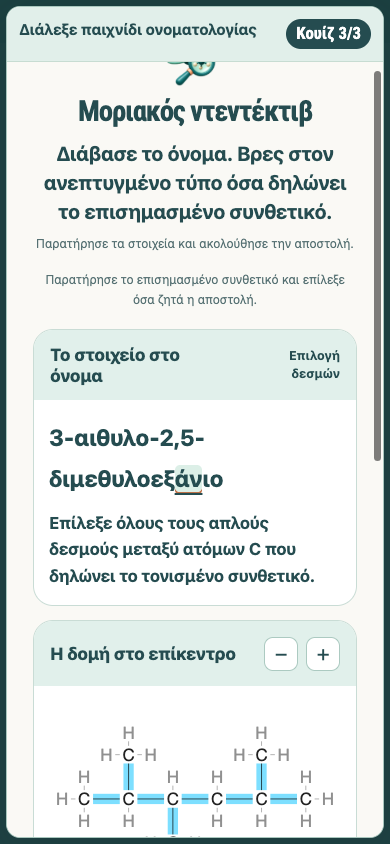 Διάλεξε παιχνίδι ονοματολογίας
Κουίζ 3/3
Μοριακός ντεντέκτιβ
Διάβασε το όνομα. Βρες στον
ανεπτυγμένο τύπο όσα δηλώνει
το επισημασμένο συνθετικό.
Παρατήρησε τα στοιχεία και ακολούθησε την αποστολή.
Παρατήρησε το επισημασμένο συνθετικό και επίλεξε
όσα ζητά η αποστολή.
Το στοιχείο στο
όνομα
Επιλογή
δεσμών
3-αιθυλο-2,5-
διμεθυλοεξάνιο
Επίλεξε όλους τους απλούς
δεσμούς μεταξύ ατόμων C που
δηλώνει το τονισμένο συνθετικό.
Η δομή στο επίκεντρο
− +
H H
H C H H C H
H H H H
H C C C C C C H
H H H H H